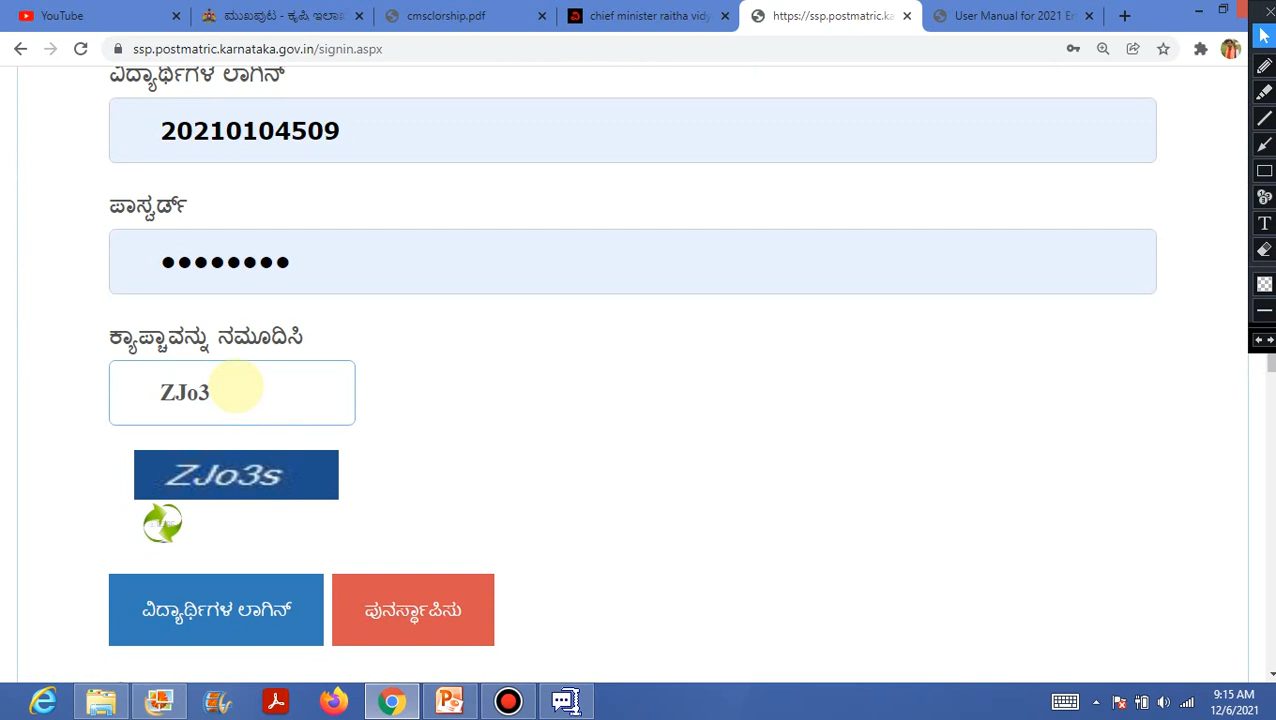 YouTube
ಮುಖಪುಟ - ಕೃಷಿ ಇಲಾಖ
cmsclorship.pdf
chief minister raitha vidy
https://ssp.postmatric.ka
User Manual for 2021 En
ssp.postmatric.karnataka.gov.in/signin.aspx
ವಿದ್ಯಾರ್ಥಿಗಳ ಲಾಗಿನ್
20210104509
ಪಾಸ್ವರ್ಡ್
ಕ್ಯಾಪ್ಚಾವನ್ನು ನಮೂದಿಸಿ
ZJo3
ZJo3s
ವಿದ್ಯಾರ್ಥಿಗಳ ಲಾಗಿನ್
ಪುನರ್ಸ್ಥಾಪಿಸು
9:15 AM
12/6/2021